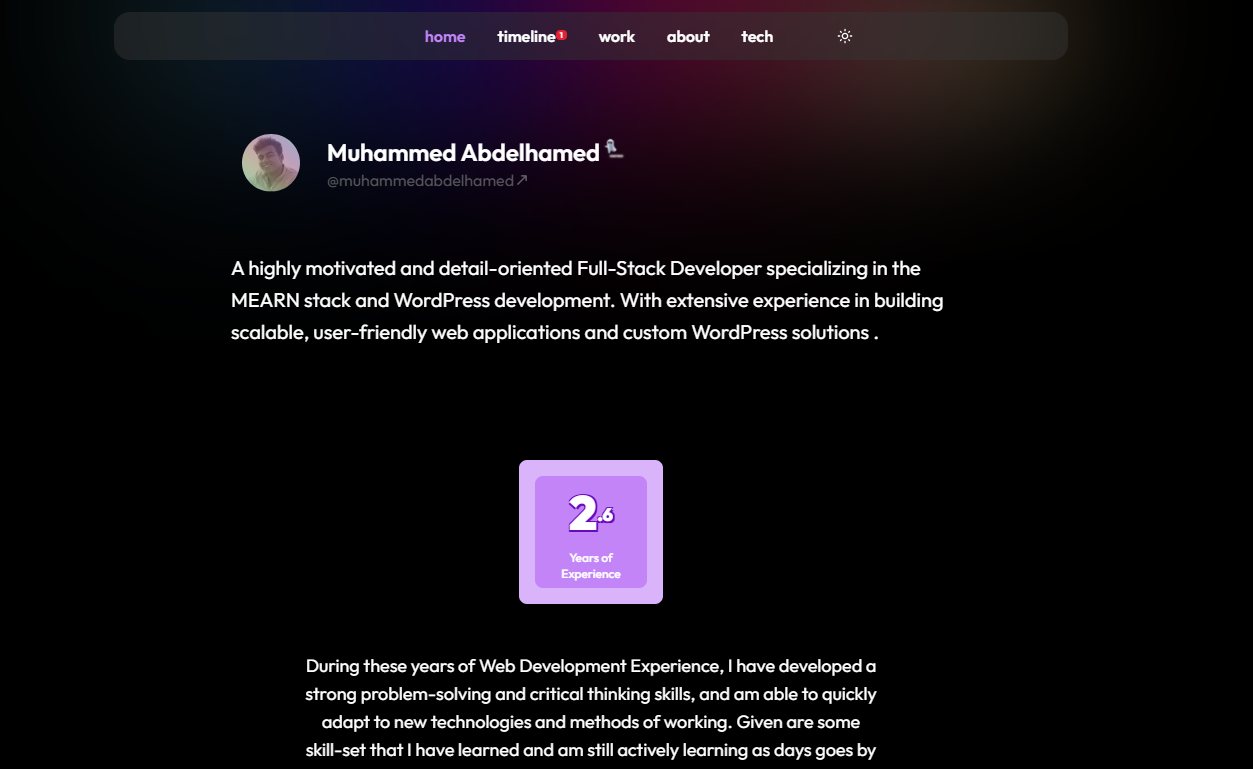 home timeline 1 work about tech
Muhammed Abdelhamed
@muhammedabdelhamed
A highly motivated and detail-oriented Full-Stack Developer specializing in the
MEARN stack and WordPress development. With extensive experience in building
scalable, user-friendly web applications and custom WordPress solutions .
2.6
Years of
Experience
During these years of Web Development Experience, I have developed a
strong problem-solving and critical thinking skills, and am able to quickly
adapt to new technologies and methods of working. Given are some
skill-set that I have learned and am still actively learning as days goes by